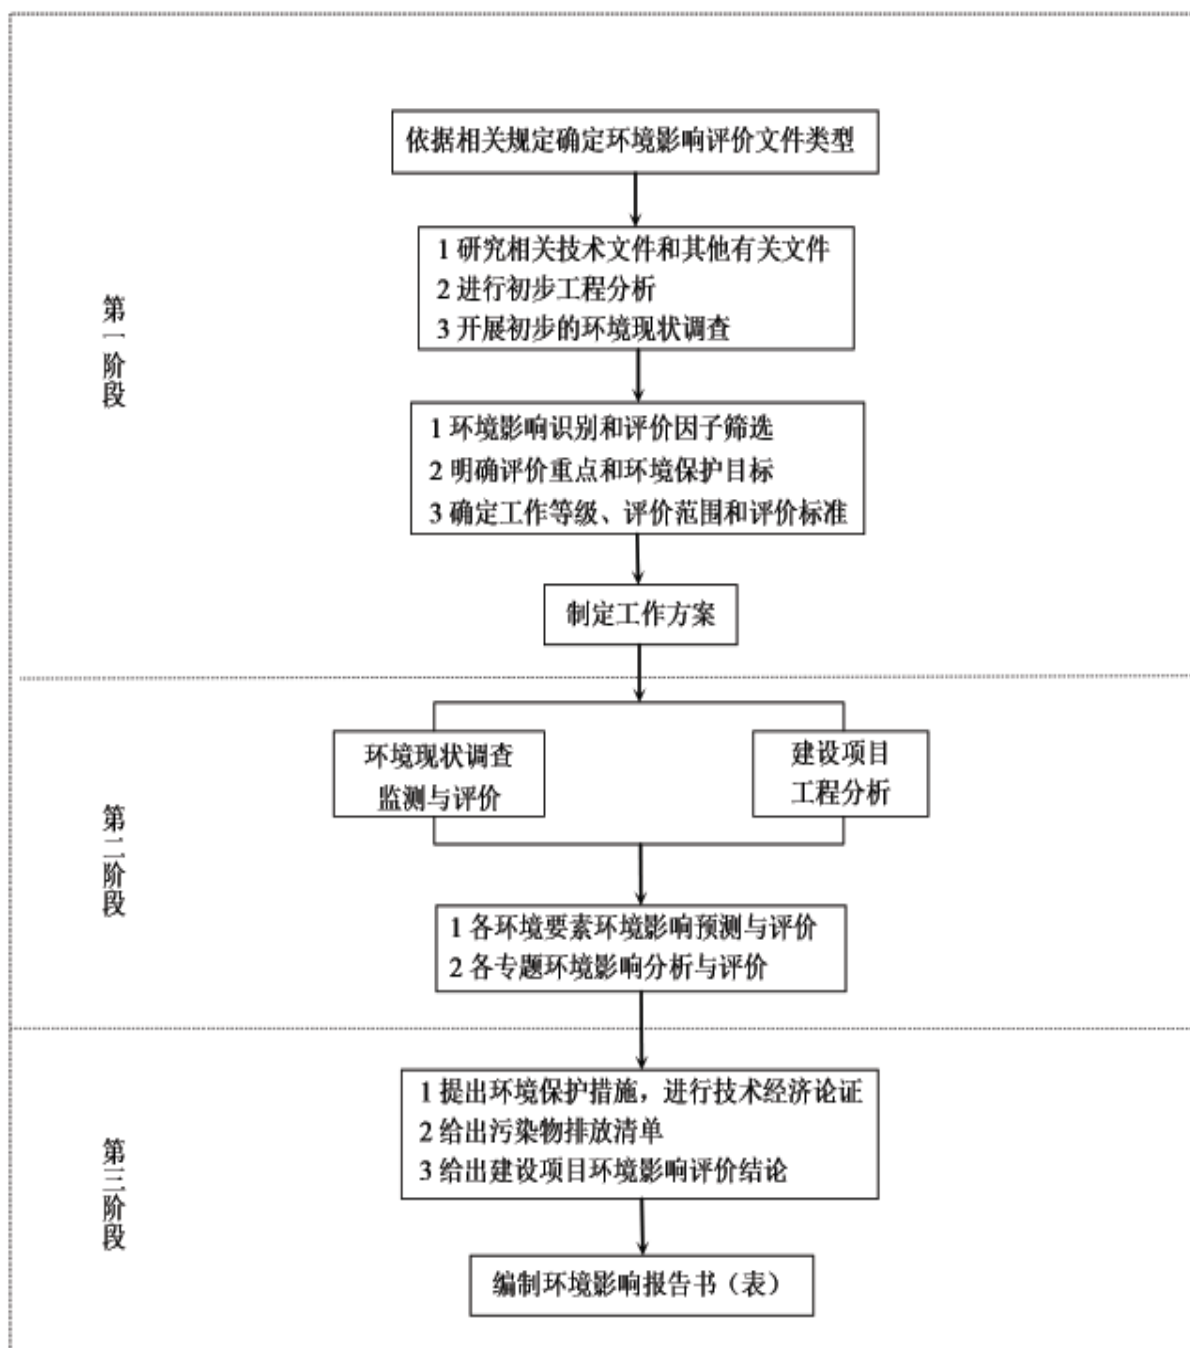 依据相关规定确定环境影响评价文件类型
1 研究相关技术文件和其他有关文件
2 进行初步工程分析
3 开展初步的环境现状调查
第一阶段
1 环境影响识别和评价因子筛选
2 明确评价重点和环境保护目标
3 确定工作等级、评价范围和评价标准
制定工作方案
环境现状调查
监测与评价
建设项目
工程分析
第二阶段
1 各环境要素环境影响预测与评价
2 各专题环境影响分析与评价
1 提出环境保护措施，进行技术经济论证
2 给出污染物排放清单
3 给出建设项目环境影响评价结论
第三阶段
编制环境影响报告书（表）